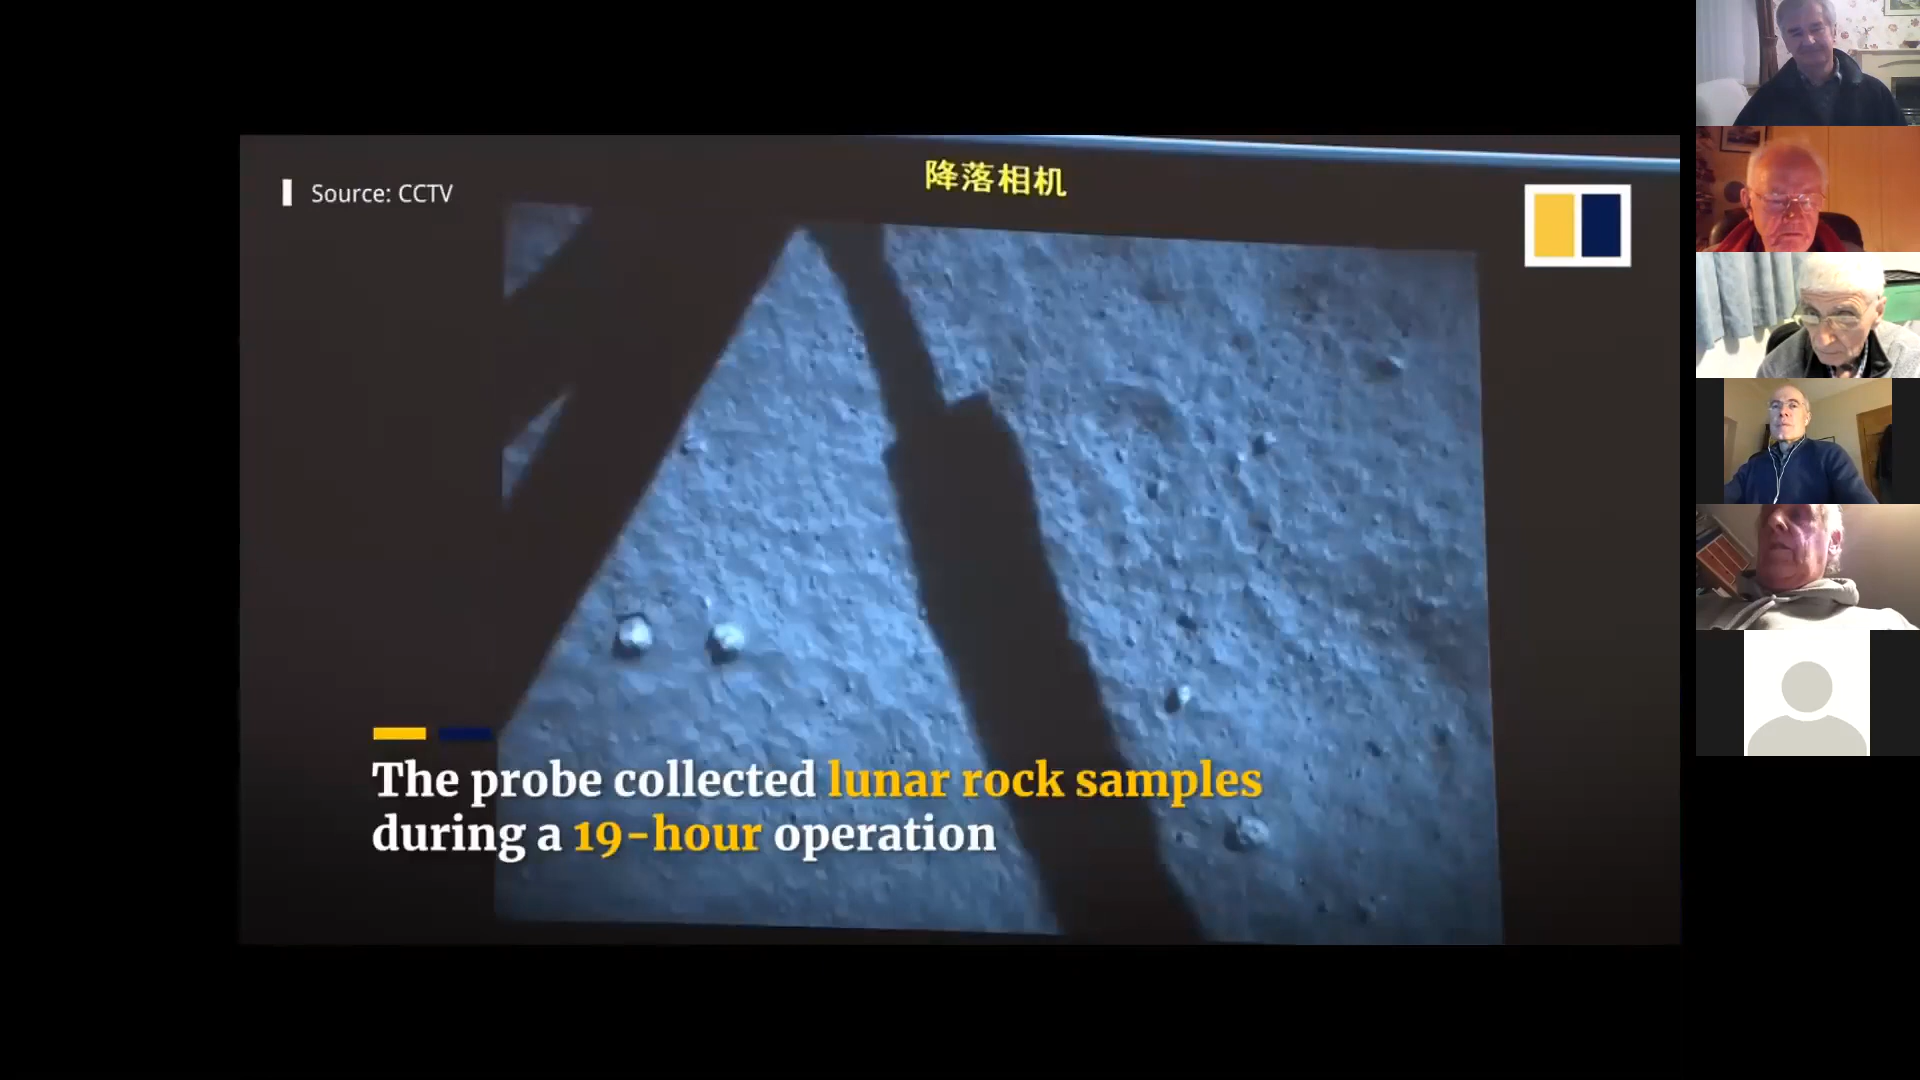 降落相机
Source: CCTV
The probe collected lunar rock samples
during a 19-hour operation